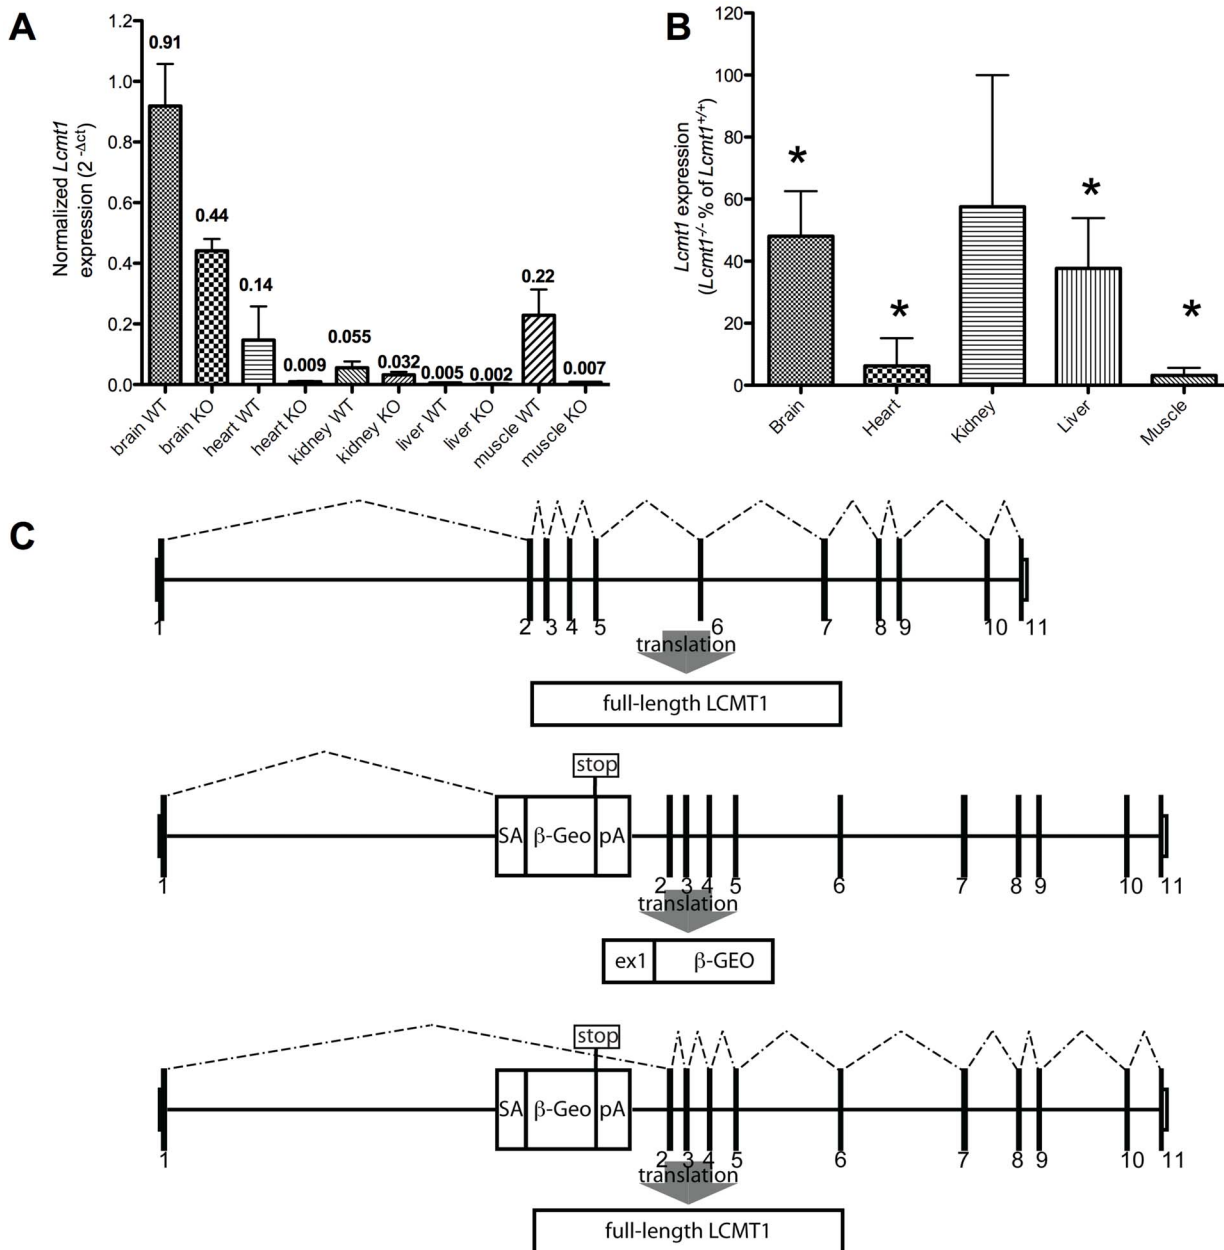 A
Normalized Lcmt1
expression (2 -Δct)
1.2
1.0
0.8
0.6
0.4
0.2
0.0
0.91
0.44
0.14
0.009
0.055
0.032
0.005
0.002
0.22
0.007
brain WT
brain KO
heart WT
heart KO
kidney WT
kidney KO
liver WT
liver KO
muscle WT
muscle KO
B
Lcmt1 expression
(Lcmt1-/- % of Lcmt1+/+)
120
100
80
60
40
20
0
*
*
*
*
Brain
Heart
Kidney
Liver
Muscle
C
1 2 3 4 5 6 7 8 9 10 11
translation
full-length LCMT1
stop
SA β-Geo pA
1 2 3 4 5 6 7 8 9 10 11
translation
ex1 β-GEO
stop
SA β-Geo pA
1 2 3 4 5 6 7 8 9 10 11
translation
full-length LCMT1